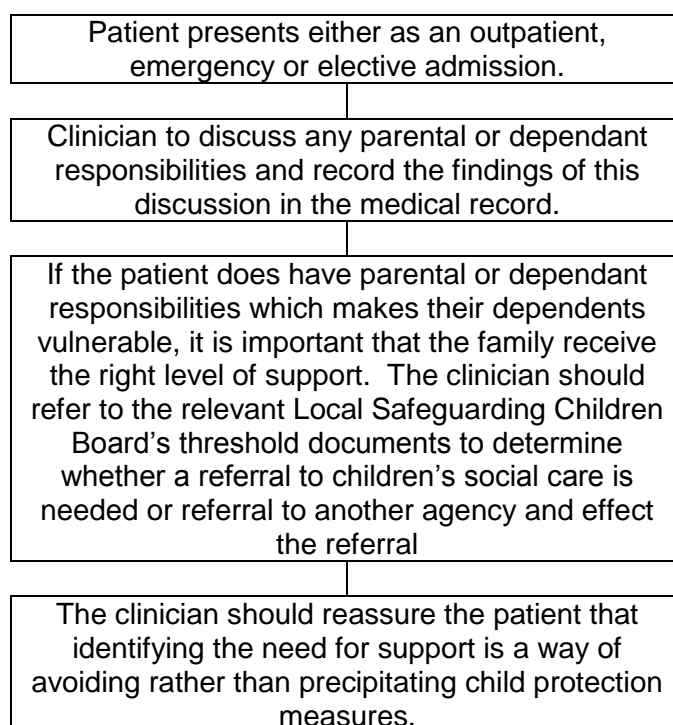 Patient presents either as an outpatient,
emergency or elective admission.
Clinician to discuss any parental or dependant
responsibilities and record the findings of this
discussion in the medical record.
If the patient does have parental or dependant
responsibilities which makes their dependents
vulnerable, it is important that the family receive
the right level of support.  The clinician should
refer to the relevant Local Safeguarding Children
Board’s threshold documents to determine
whether a referral to children’s social care is
needed or referral to another agency and effect
the referral
The clinician should reassure the patient that
identifying the need for support is a way of
avoiding rather than precipitating child protection
measures.